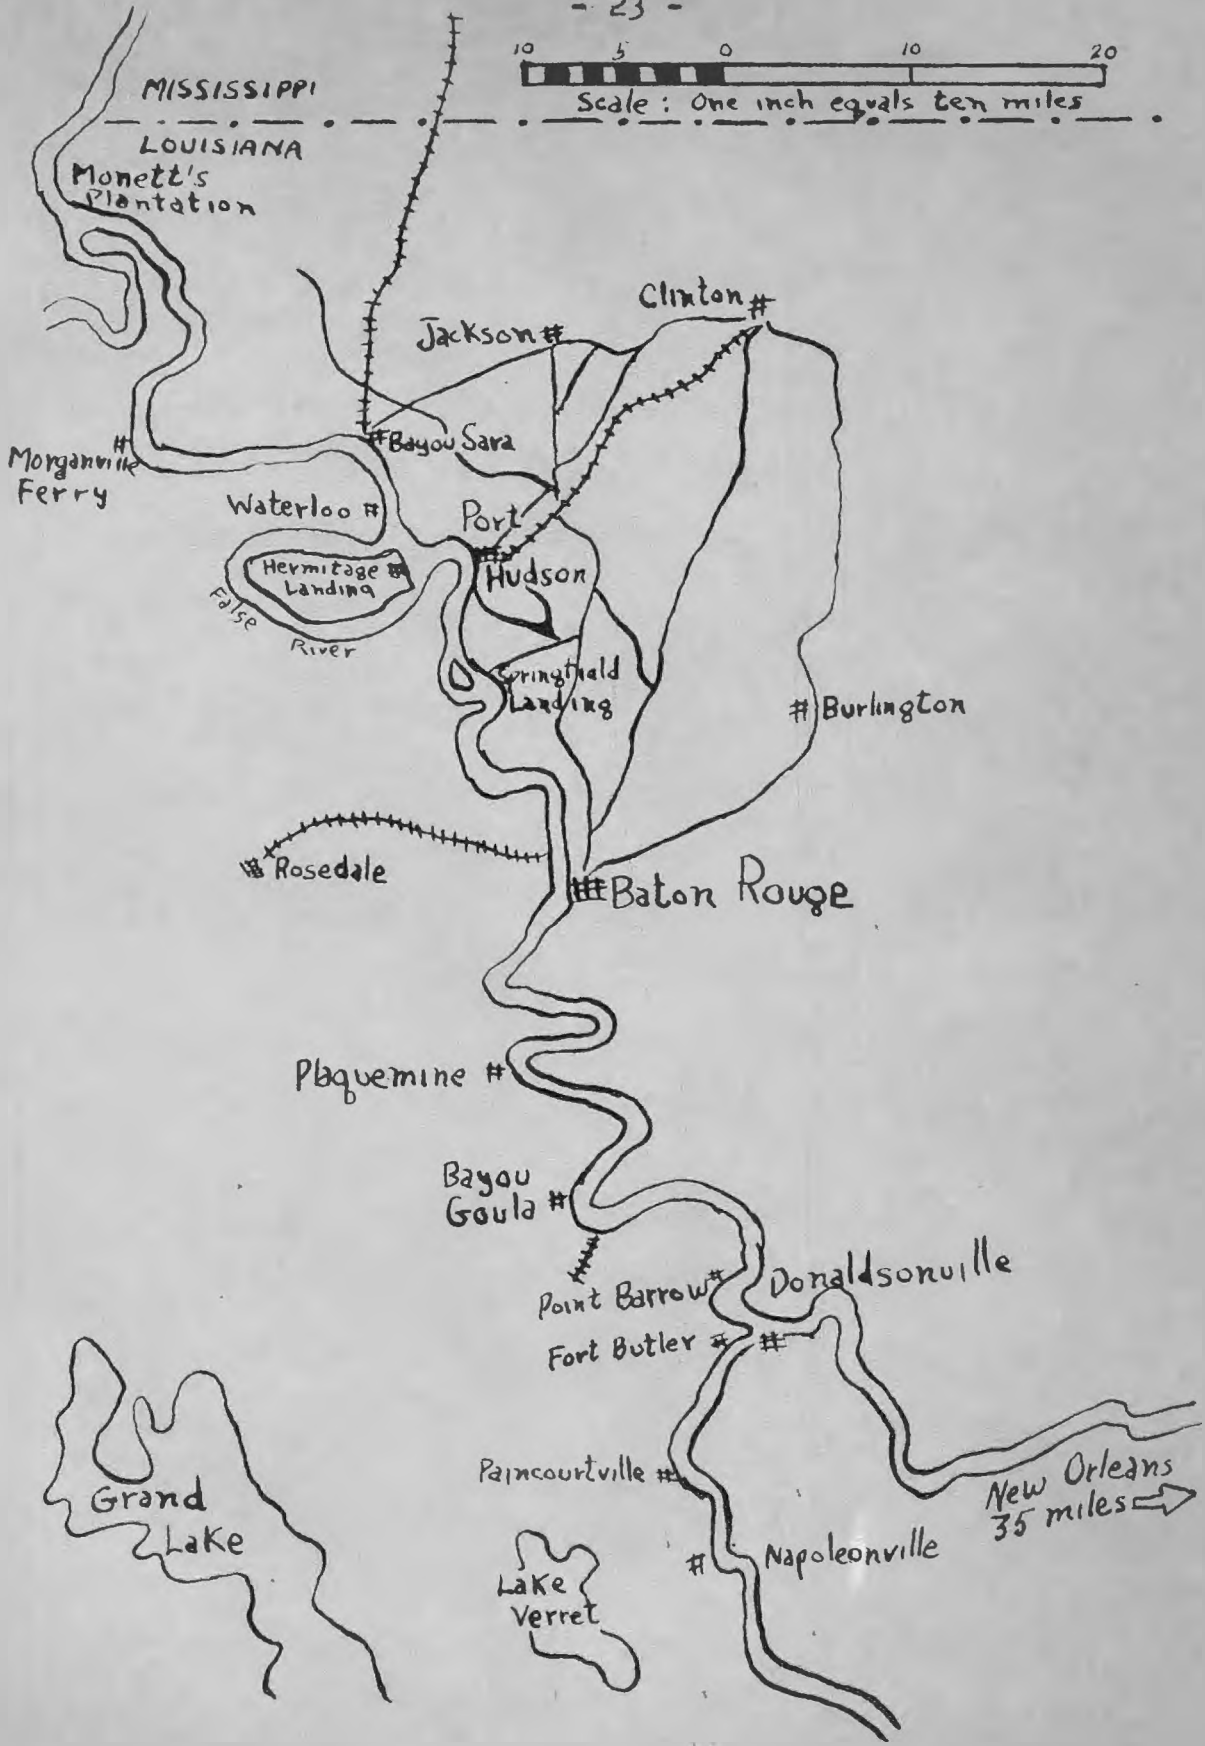 - 23 -
10 5 0 10 20
Scale : One inch equals ten miles
MISSISSIPPI
LOUISIANA
Monett's
Plantation
Clinton
Jackson
Bayou Sara
Morganville
Ferry
Waterloo
Port
Hudson
Hermitage
Landing
False
River
Springfield
Landing
Burlington
Rosedale
Baton Rouge
Plaquemine
Bayou
Goula
Donaldsonville
Point Barrow
Fort Butler
Paincourtville
Grand
Lake
New Orleans
35 miles
Napoleonville
Lake
Verret